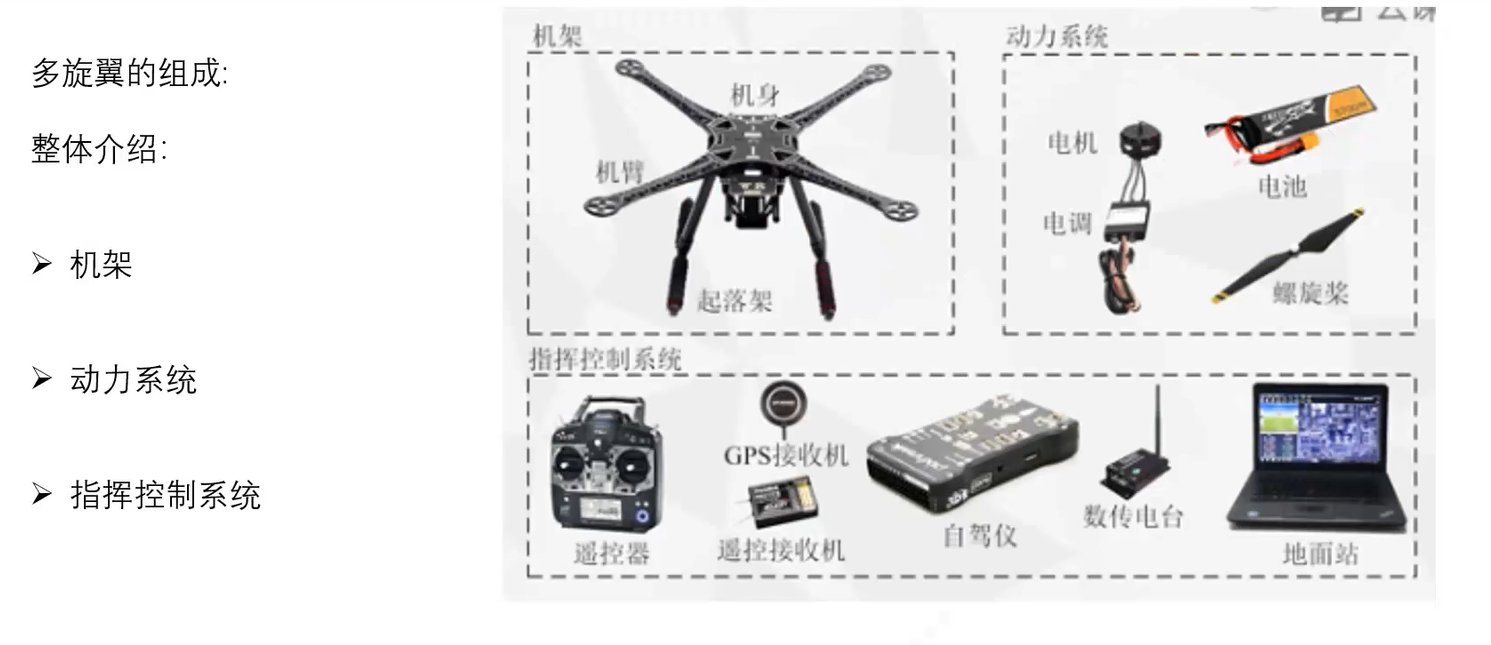 多旋翼的组成:
整体介绍:
➢ 机架
➢ 动力系统
➢ 指挥控制系统
机架
机身
机臂
起落架
动力系统
电机
电池
电调
螺旋桨
指挥控制系统
GPS接收机
遥控器
遥控接收机
自驾仪
数传电台
地面站